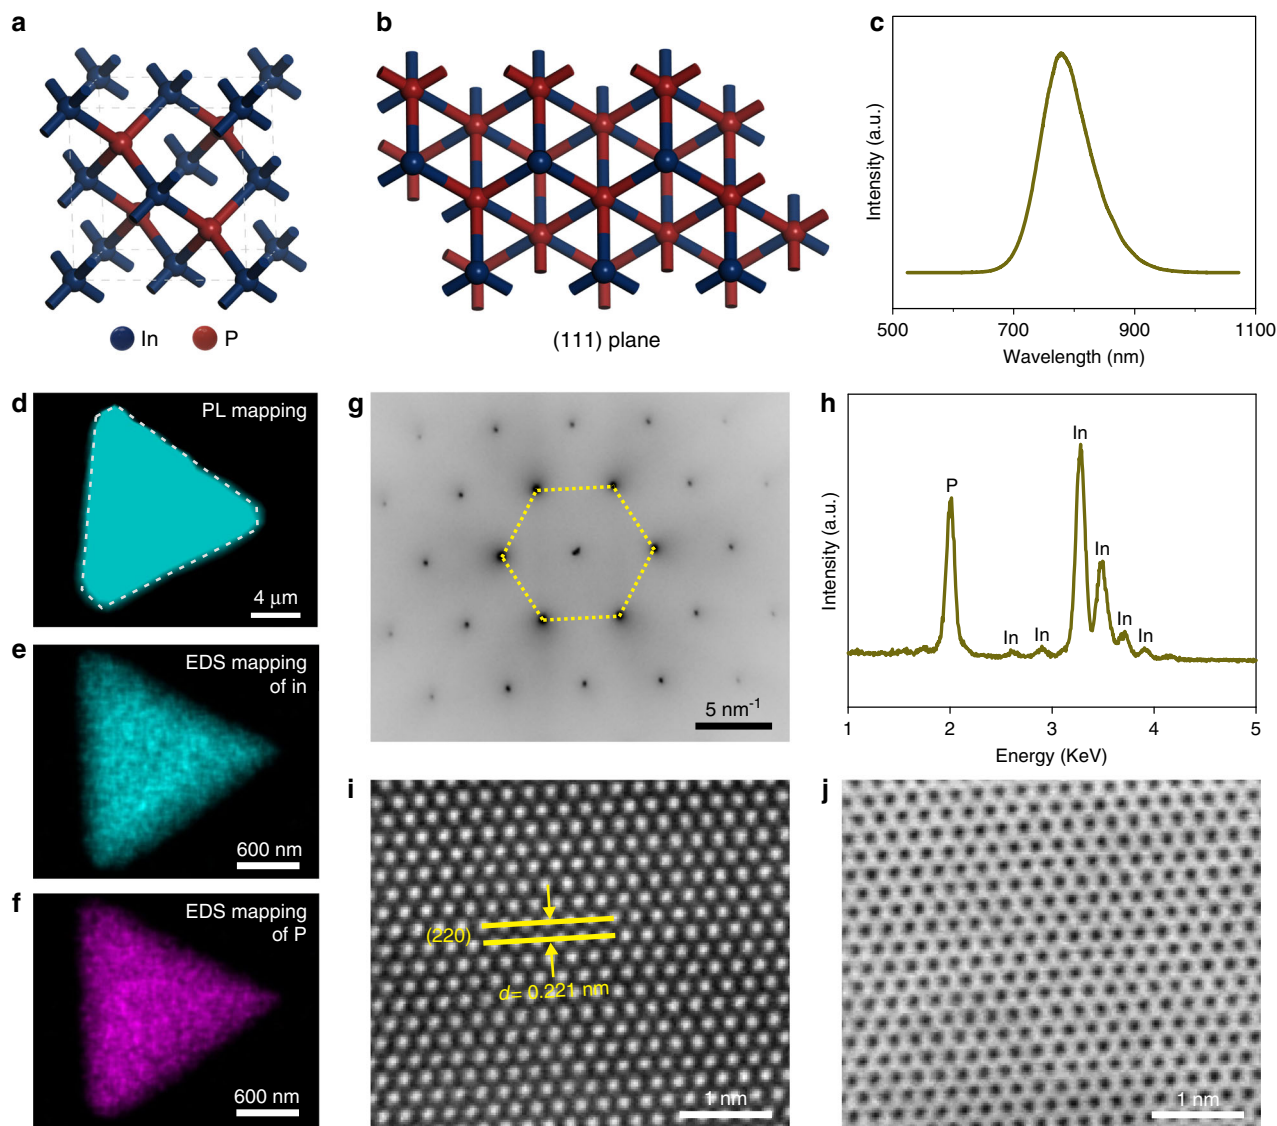 a
In
P
b
(111) plane
c
Intensity (a.u.)
500
700
900
1100
Wavelength (nm)
d
PL mapping
4 μm
e
EDS mapping
of in
600 nm
f
EDS mapping
of P
600 nm
g
5 nm⁻¹
h
Intensity (a.u.)
P
In
In
In
In
In
In
1
2
3
4
5
Energy (KeV)
i
(220)
d= 0.221 nm
1 nm
j
1 nm